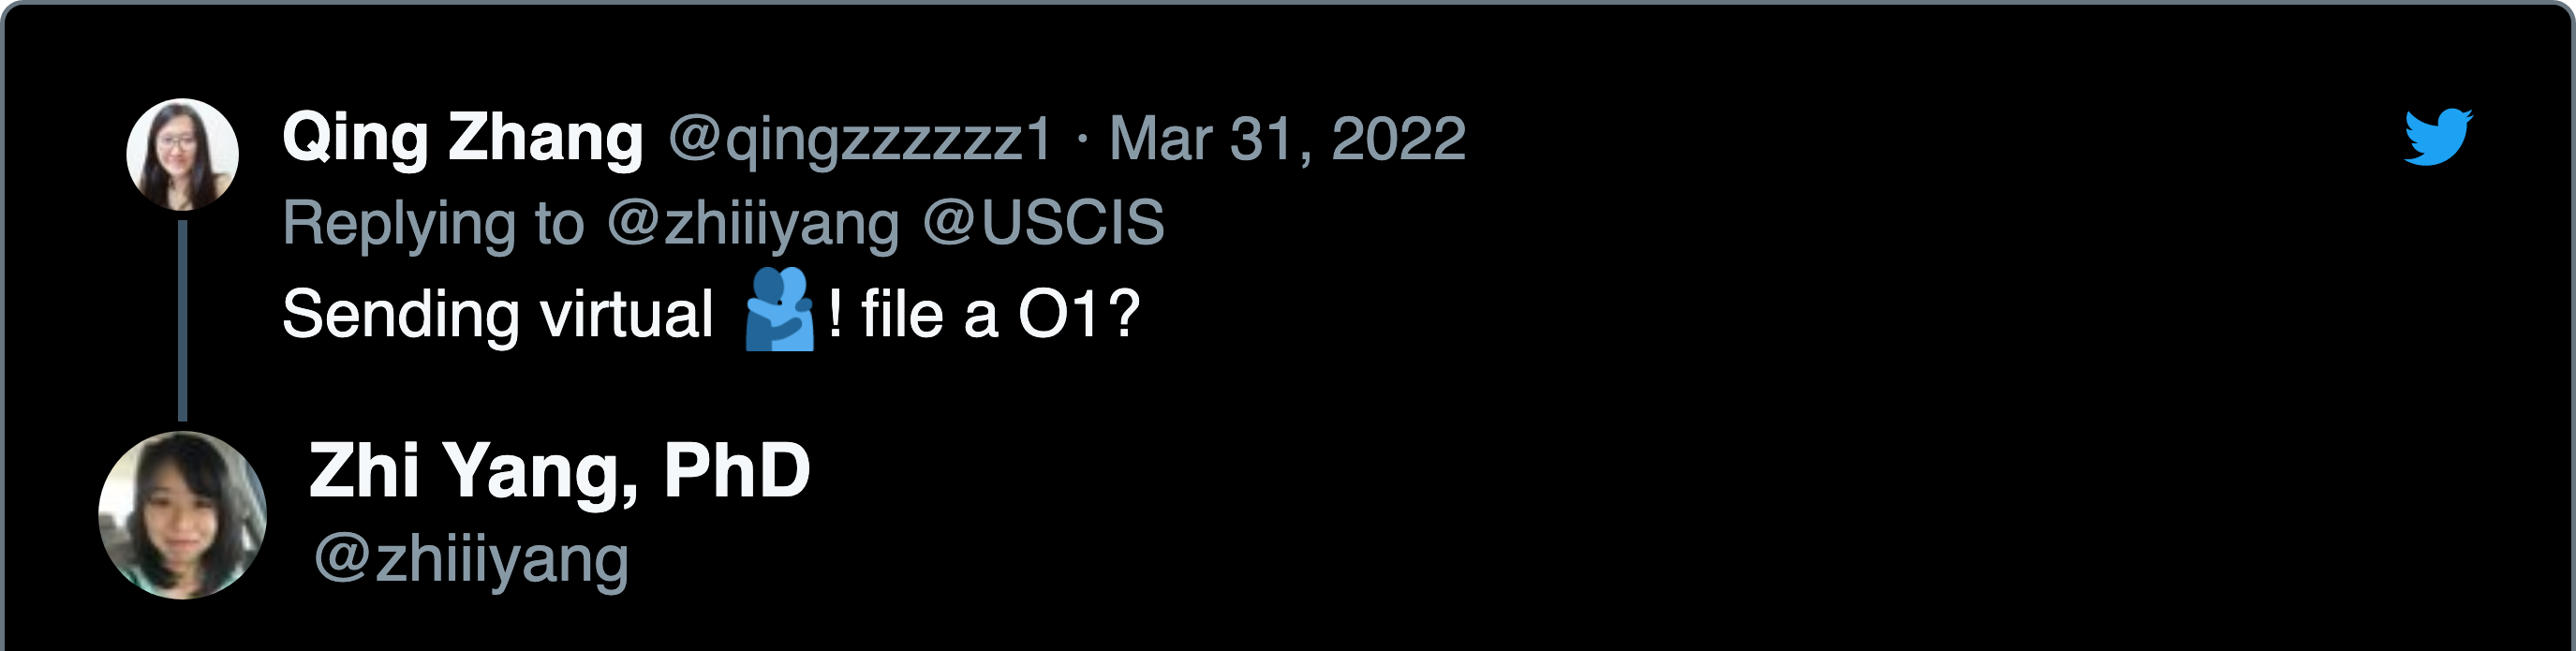 Qing Zhang @qingzzzzzz1 · Mar 31, 2022
Replying to @zhiiiyang @USCIS
Sending virtual 🫂! file a O1?
Zhi Yang, PhD
@zhiiiyang